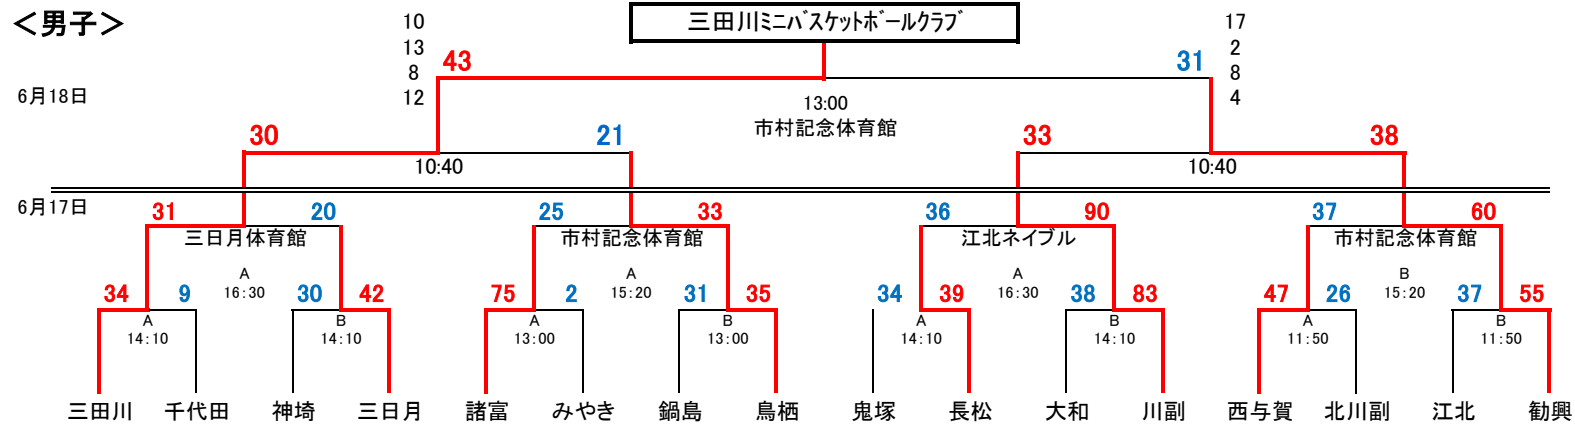 ＜男子＞
三田川ミニバスケットボールクラブ
10 17
13 2
43 31
8 8
6月18日
12 4
13:00
市村記念体育館
30 21 33 38
10:40 10:40
6月17日
31 20 25 33 36 90 37 60
三日月体育館 市村記念体育館 江北ネイブル 市村記念体育館
A A A B
16:30 15:20 16:30 15:20
34 9 30 42 75 2 31 35 34 39 38 83 47 26 37 55
A B A B A B A B
14:10 14:10 13:00 13:00 14:10 14:10 11:50 11:50
三田川 千代田 神埼 三日月 諸富 みやき 鍋島 鳥栖 鬼塚 長松 大和 川副 西与賀 北川副 江北 勧興